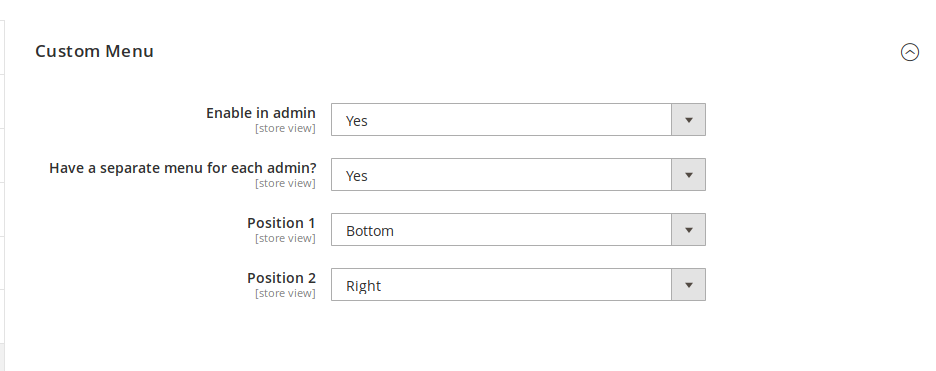 Custom Menu
Enable in admin
[store view]
Yes
Have a separate menu for each admin?
[store view]
Yes
Position 1
[store view]
Bottom
Position 2
[store view]
Right